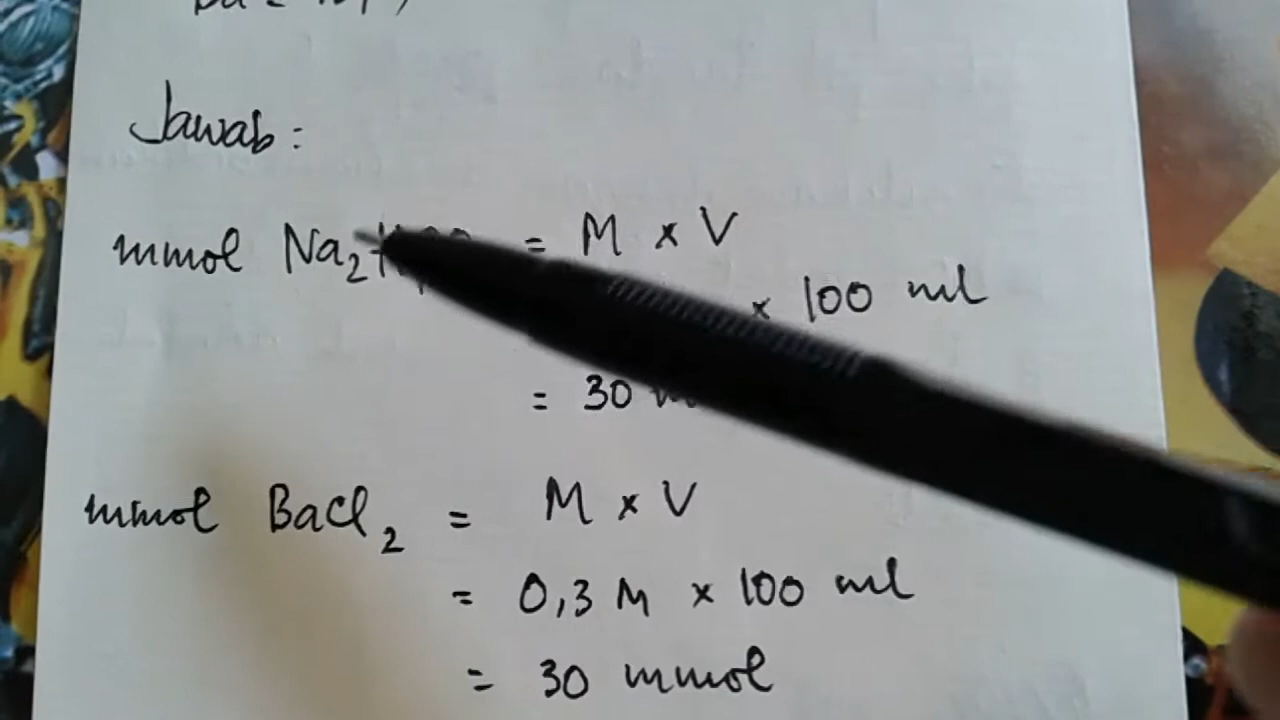 Jawab :
mmol Na₂ = M x V
x 100 ml
= 30
mmol BaCl₂ = M x V
= 0,3 M x 100 ml
= 30 mmol